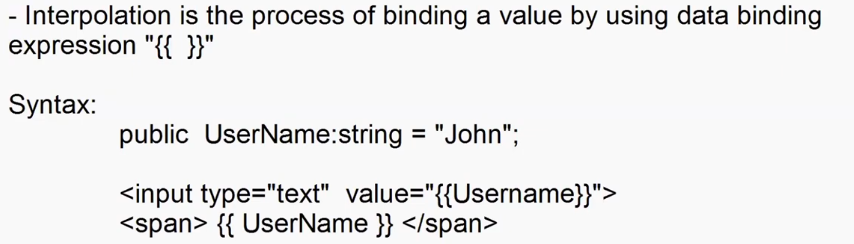 - Interpolation is the process of binding a value by using data binding
expression "{{  }}"
Syntax:
public  UserName:string = "John";
<input type="text"  value="{{Username}}">
<span> {{ UserName }} </span>